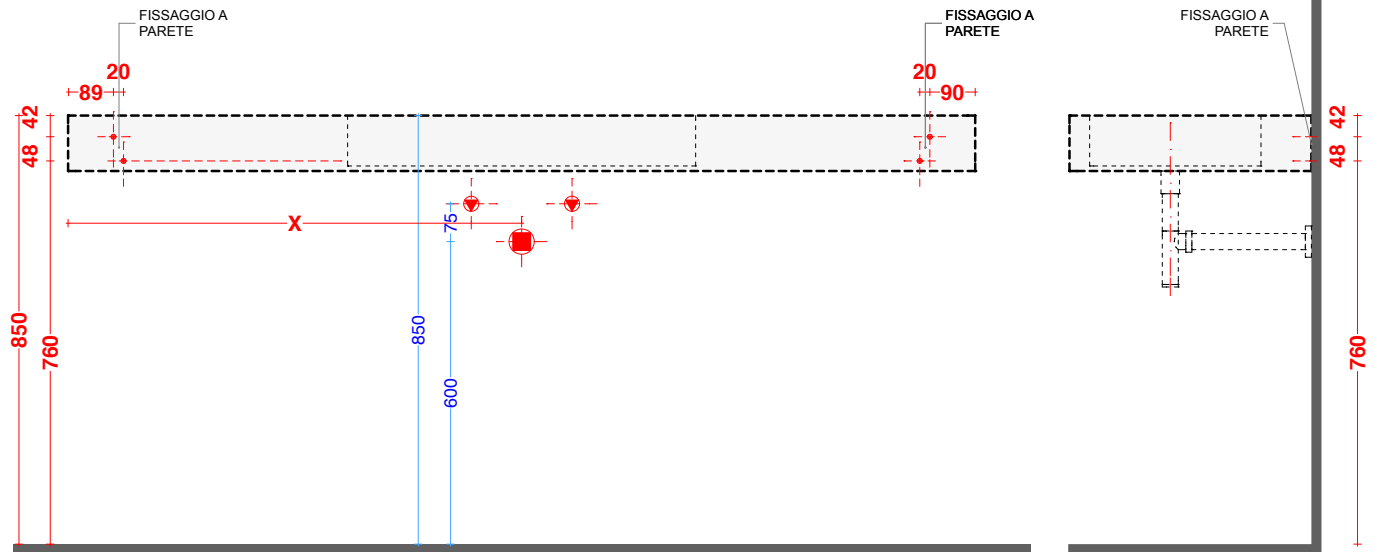 FISSAGGIO A
PARETE
FISSAGGIO A
PARETE
FISSAGGIO A
PARETE
20
89
20
90
42
48
42
48
X
75
850
600
850
760
760